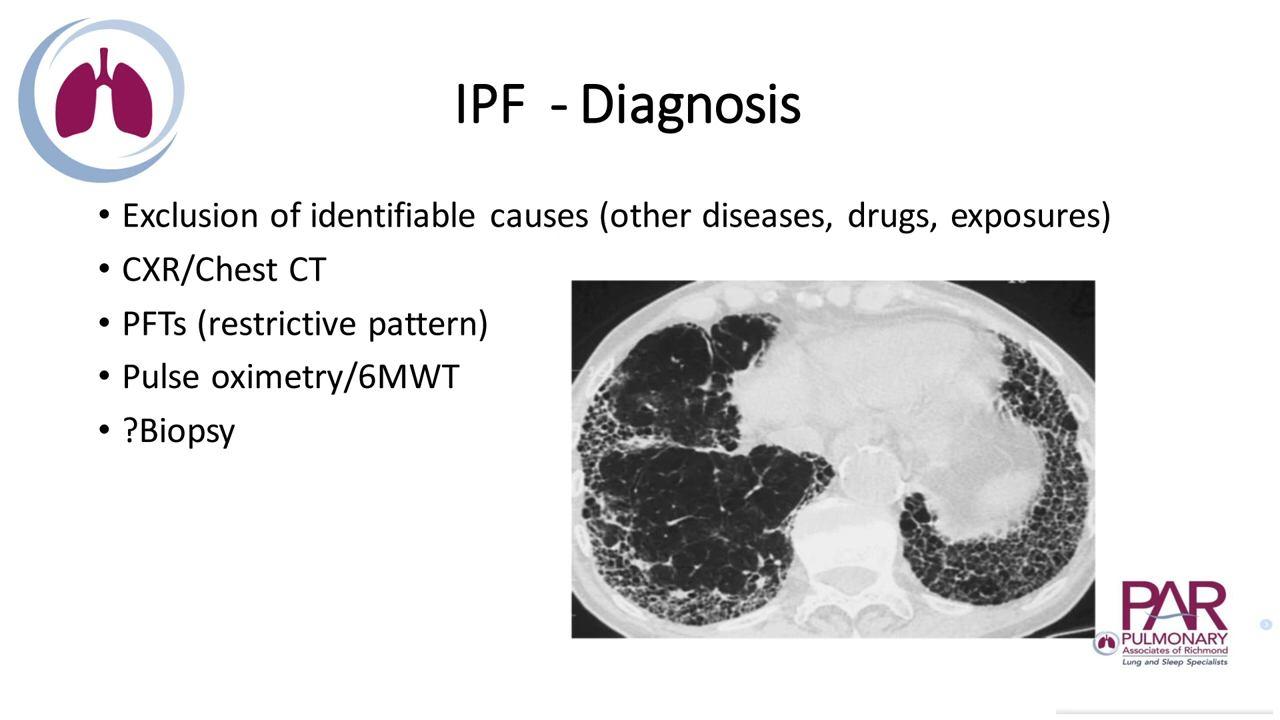 IPF - Diagnosis
• Exclusion of identifiable causes (other diseases, drugs, exposures)
• CXR/Chest CT
• PFTs (restrictive pattern)
• Pulse oximetry/6MWT
• ?Biopsy
PAR
PULMONARY
Associates of Richmond
Lung and Sleep Specialists